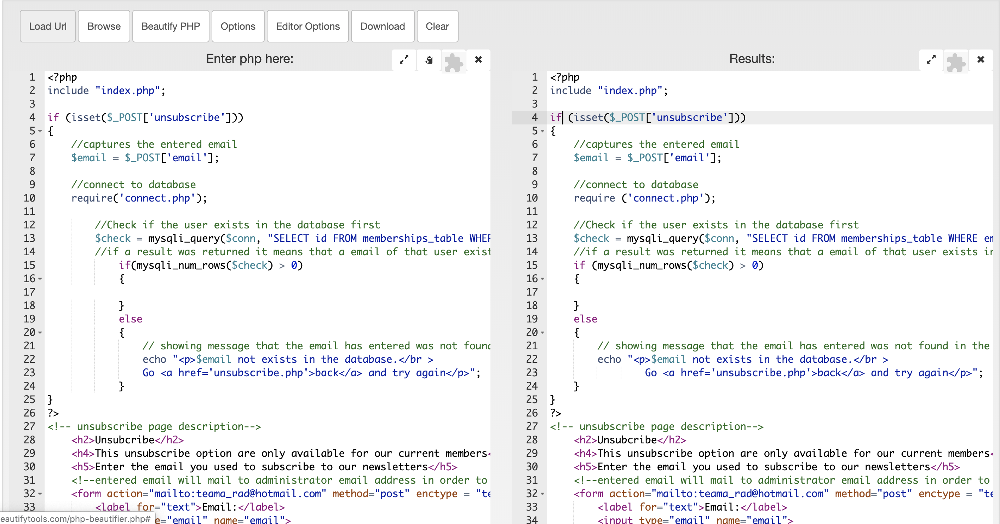 Load Url Browse Beautify PHP Options Editor Options Download Clear
Enter php here:
1 <?php
2 include "index.php";
3
4 if (isset($_POST['unsubscribe']))
5 {
6 //captures the entered email
7 $email = $_POST['email'];
8
9 //connect to database
10 require('connect.php');
11
12 //Check if the user exists in the database first
13 $check = mysqli_query($conn, "SELECT id FROM memberships_table WHER
14 //if a result was returned it means that a email of that user exist
15 if(mysqli_num_rows($check) > 0)
16 {
17
18 }
19 else
20 {
21 // showing message that the email has entered was not found
22 echo "<p>$email not exists in the database.</br >
23 Go <a href='unsubscribe.php'>back</a> and try again</p>";
24 }
25 }
26 ?>
27 <!-- unsubscribe page description-->
28 <h2>Unsubcribe</h2>
29 <h4>This unsubscribe option are only available for our current members<
30 <h5>Enter the email you used to subscribe to our newsletters</h5>
31 <!--entered email will mail to administrator email address in order to
32 <form action="mailto:teama_rad@hotmail.com" method="post" enctype = "te
33 <label for="text">Email:</label>
eautifytools.com/php-beautifier.php# e="email" name="email">
Results:
1 <?php
2 include "index.php";
3
4 if (isset($_POST['unsubscribe']))
5 {
6 //captures the entered email
7 $email = $_POST['email'];
8
9 //connect to database
10 require ('connect.php');
11
12 //Check if the user exists in the database first
13 $check = mysqli_query($conn, "SELECT id FROM memberships_table WHERE em
14 //if a result was returned it means that a email of that user exists in
15 if (mysqli_num_rows($check) > 0)
16 {
17
18 }
19 else
20 {
21 // showing message that the email has entered was not found in the
22 echo "<p>$email not exists in the database.</br >
23 Go <a href='unsubscribe.php'>back</a> and try again</p>";
24 }
25 }
26 ?>
27 <!-- unsubscribe page description-->
28 <h2>Unsubcribe</h2>
29 <h4>This unsubscribe option are only available for our current members<
30 <h5>Enter the email you used to subscribe to our newsletters</h5>
31 <!--entered email will mail to administrator email address in order to
32 <form action="mailto:teama_rad@hotmail.com" method="post" enctype = "te
33 <label for="text">Email:</label>
34 <input type="email" name="email">